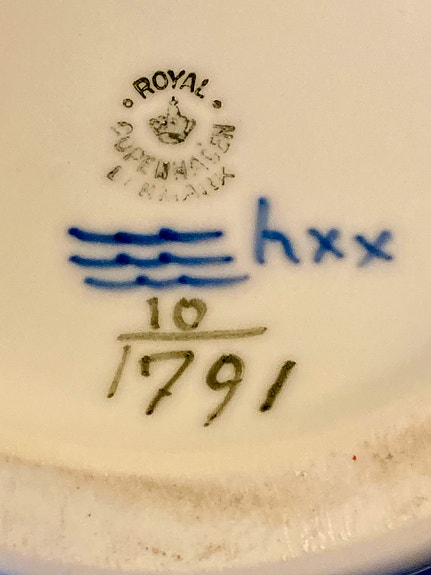 ROYAL
COPENHAGEN
DENMARK
hxx
10
1791